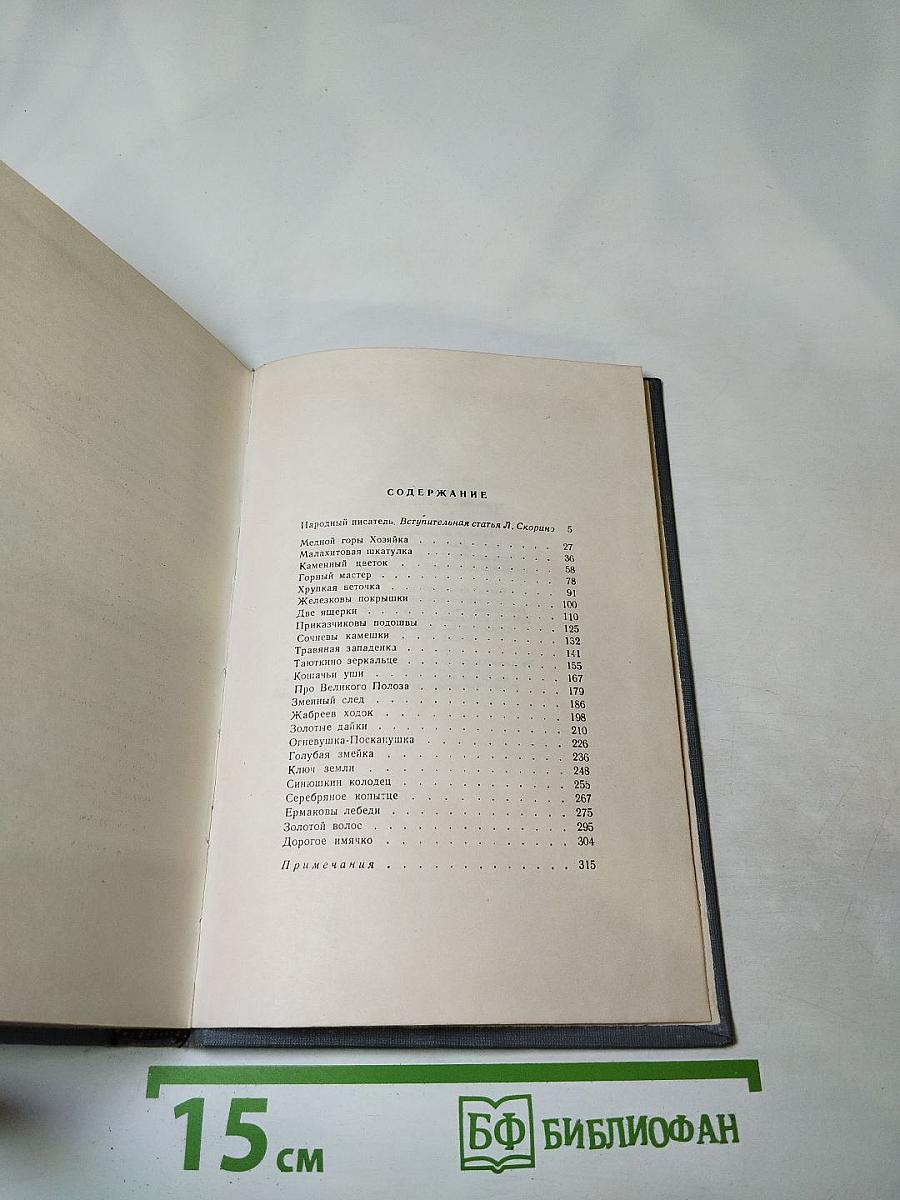 СОДЕРЖАНИЕ
Народный писатель. Вступительная статья Л. Скорино 5
Медной горы Хозяйка . . . . . . . . . . . 27
Малахитовая шкатулка . . . . . . . . . . . 36
Каменный цветок . . . . . . . . . . . . 58
Горный мастер . . . . . . . . . . . . . 78
Хрупкая веточка . . . . . . . . . . . . 91
Железковы покрышки . . . . . . . . . . . 100
Две ящерки . . . . . . . . . . . . . . 110
Приказчиковы подошвы . . . . . . . . . . 125
Сочневы камешки . . . . . . . . . . . . 132
Травяная западенка . . . . . . . . . . . 141
Таюткино зеркальце . . . . . . . . . . . 155
Кошачьи уши . . . . . . . . . . . . . 167
Про Великого Полоза . . . . . . . . . . 179
Змеиный след . . . . . . . . . . . . . 186
Жабреев ходок . . . . . . . . . . . . . 198
Золотые дайки . . . . . . . . . . . . . 210
Огневушка-Поскакушка . . . . . . . . . . 226
Голубая змейка . . . . . . . . . . . . 236
Ключ земли . . . . . . . . . . . . . . 248
Синюшкин колодец . . . . . . . . . . . 255
Серебряное копытце . . . . . . . . . . . 267
Ермаковы лебеди . . . . . . . . . . . . 275
Золотой волос . . . . . . . . . . . . . 295
Дорогое имячко . . . . . . . . . . . . 304
Примечания . . . . . . . . . . . . . 315
15 см
БФ БИБЛИОФАН